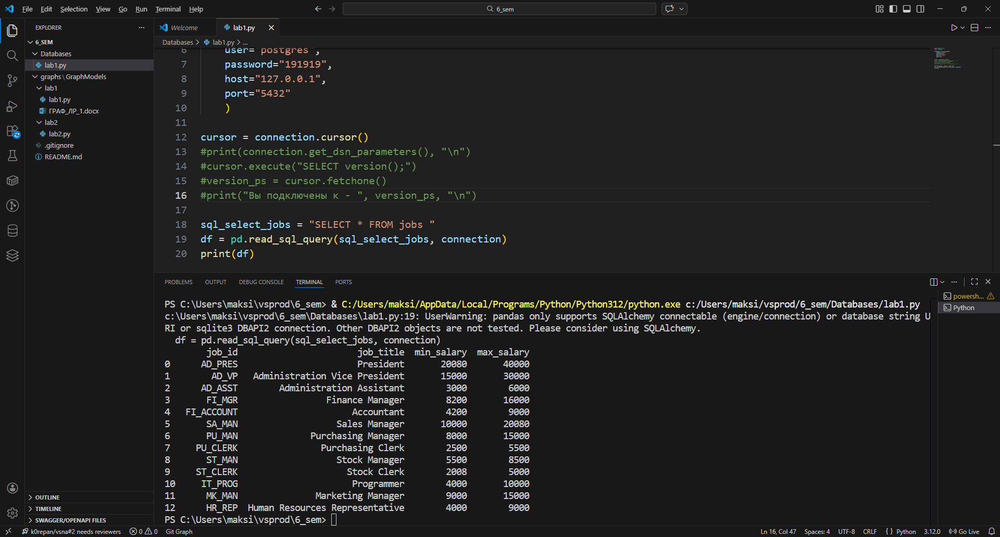 File Edit Selection View Go Run Terminal Help
6_sem
EXPLORER
6_SEM
Databases
lab1.py
graphs\GraphModels
lab1
lab1.py
ГРАФ_ЛР_1.docx
lab2
lab2.py
.gitignore
README.md
OUTLINE
TIMELINE
SWAGGER/OPENAPI FILES
Welcome lab1.py
Databases > lab1.py > ...
6 user="postgres",
7 password="191919",
8 host="127.0.0.1",
9 port="5432"
10 )
11
12 cursor = connection.cursor()
13 #print(connection.get_dsn_parameters(), "\n")
14 #cursor.execute("SELECT version();")
15 #version_ps = cursor.fetchone()
16 #print("Вы подключены к - ", version_ps, "\n")
17
18 sql_select_jobs = "SELECT * FROM jobs "
19 df = pd.read_sql_query(sql_select_jobs, connection)
20 print(df)
PROBLEMS OUTPUT DEBUG CONSOLE TERMINAL PORTS
PS C:\Users\maksi\vsprod\6_sem> & C:/Users/maksi/AppData/Local/Programs/Python/Python312/python.exe c:/Users/maksi/vsprod/6_sem/Databases/lab1.py
c:\Users\maksi\vsprod\6_sem\Databases\lab1.py:19: UserWarning: pandas only supports SQLAlchemy connectable (engine/connection) or database string U
RI or sqlite3 DBAPI2 connection. Other DBAPI2 objects are not tested. Please consider using SQLAlchemy.
df = pd.read_sql_query(sql_select_jobs, connection)
job_id job_title min_salary max_salary
0 AD_PRES President 20080 40000
1 AD_VP Administration Vice President 15000 30000
2 AD_ASST Administration Assistant 3000 6000
3 FI_MGR Finance Manager 8200 16000
4 FI_ACCOUNT Accountant 4200 9000
5 SA_MAN Sales Manager 10000 20080
6 PU_MAN Purchasing Manager 8000 15000
7 PU_CLERK Purchasing Clerk 2500 5500
8 ST_MAN Stock Manager 5500 8500
9 ST_CLERK Stock Clerk 2008 5000
10 IT_PROG Programmer 4000 10000
11 MK_MAN Marketing Manager 9000 15000
12 HR_REP Human Resources Representative 4000 9000
PS C:\Users\maksi\vsprod\6_sem>
powersh...
Python
k0repan/vsna#2 needs reviewers 0 0 Git Graph Ln 16, Col 47 Spaces: 4 UTF-8 CRLF { } Python 3.12.0 Go Live